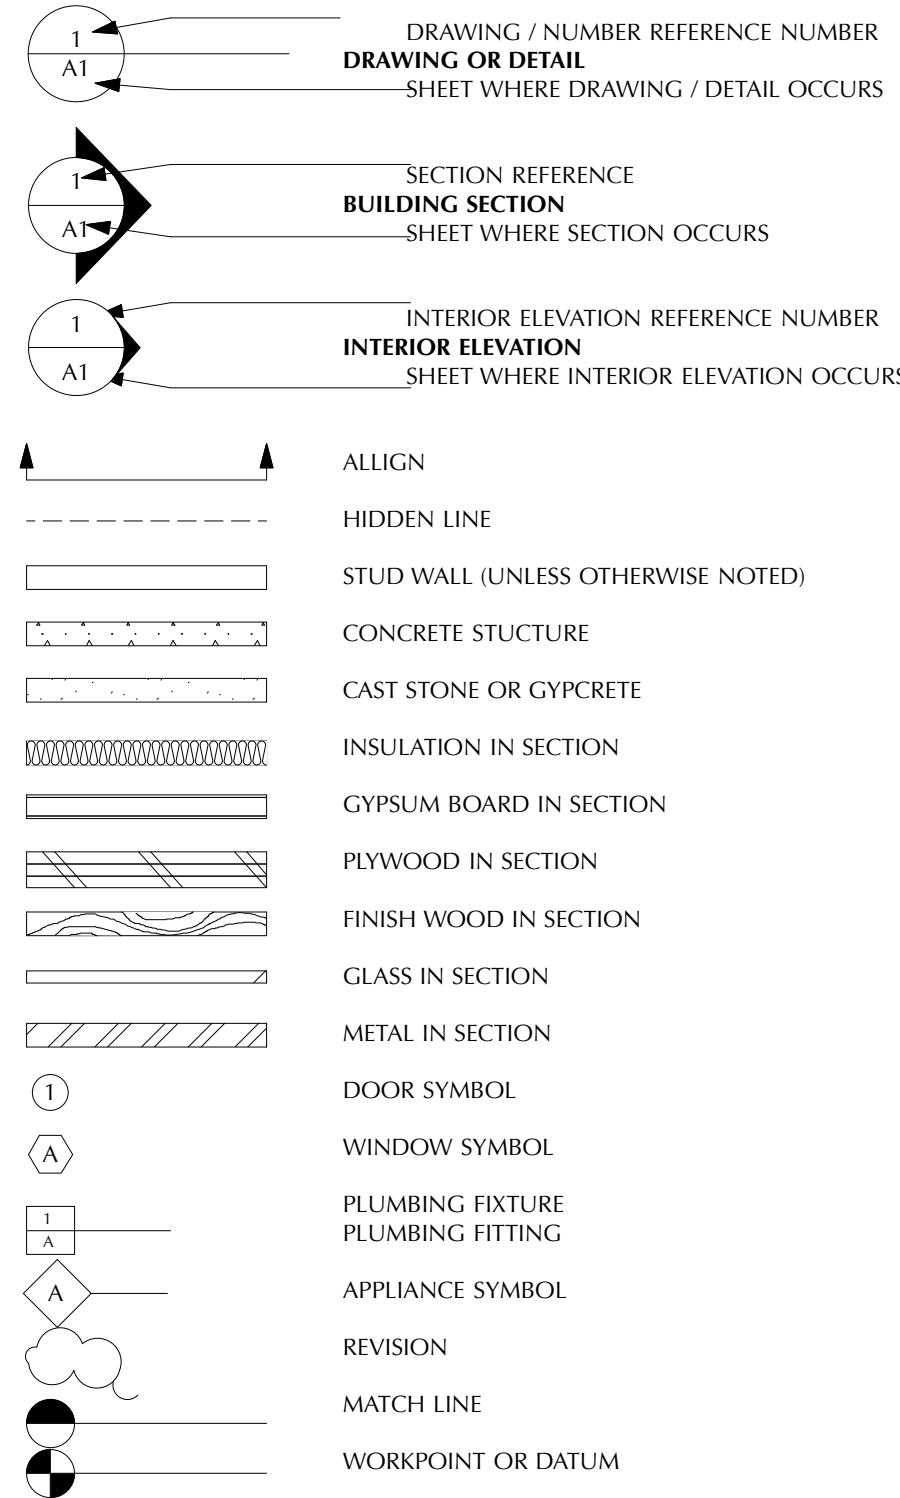 1
A1
DRAWING / NUMBER REFERENCE NUMBER
DRAWING OR DETAIL
SHEET WHERE DRAWING / DETAIL OCCURS
1
A1
SECTION REFERENCE
BUILDING SECTION
SHEET WHERE SECTION OCCURS
1
A1
INTERIOR ELEVATION REFERENCE NUMBER
INTERIOR ELEVATION
SHEET WHERE INTERIOR ELEVATION OCCURS
ALLIGN
HIDDEN LINE
STUD WALL (UNLESS OTHERWISE NOTED)
CONCRETE STUCTURE
CAST STONE OR GYPCRETE
INSULATION IN SECTION
GYPSUM BOARD IN SECTION
PLYWOOD IN SECTION
FINISH WOOD IN SECTION
GLASS IN SECTION
METAL IN SECTION
1
DOOR SYMBOL
A
WINDOW SYMBOL
1
A
PLUMBING FIXTURE
PLUMBING FITTING
A
APPLIANCE SYMBOL
REVISION
MATCH LINE
WORKPOINT OR DATUM